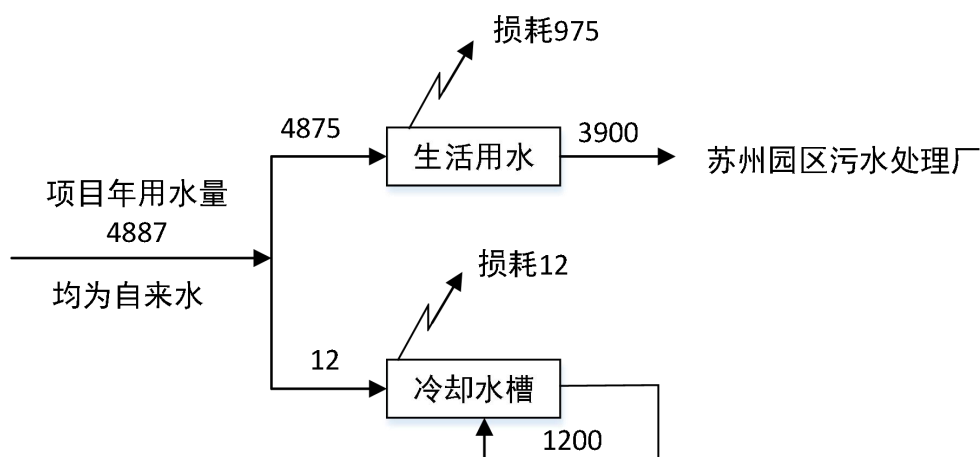 损耗975
4875
生活用水
3900
苏州园区污水处理厂
项目年用水量
4887
均为自来水
损耗12
12
冷却水槽
1200